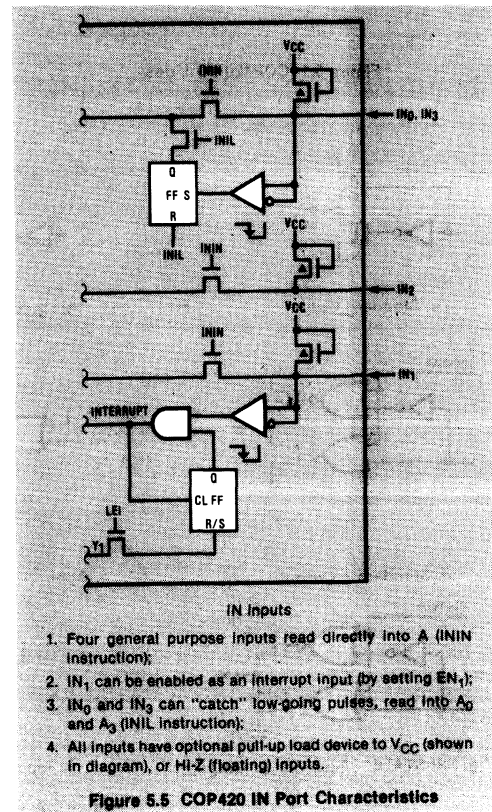 VCC
ININ
IN0, IN3
INIL
Q
FF S
R
INIL
VCC
ININ
IN2
VCC
ININ
IN1
INTERRUPT
Q
CL FF
R/S
LEI
Y1
IN Inputs
1. Four general purpose inputs read directly into A (ININ
instruction);
2. IN1 can be enabled as an interrupt input (by setting EN1);
3. IN0 and IN3 can "catch" low-going pulses, read into A0
and A3 (INIL instruction);
4. All inputs have optional pull-up load device to VCC (shown
in diagram), or Hi-Z (floating) inputs.
Figure 5.5 COP420 IN Port Characteristics